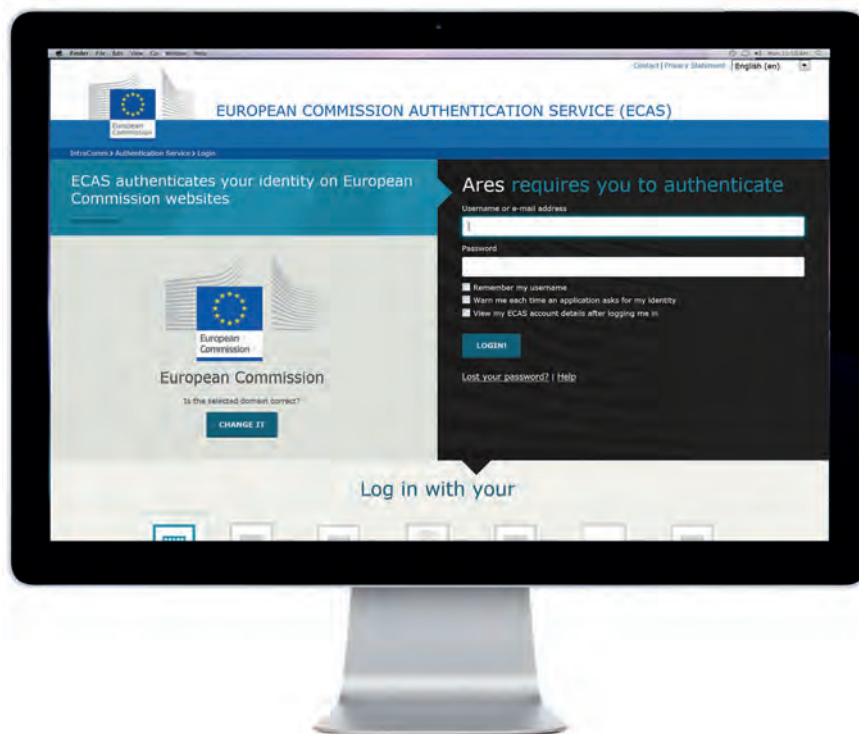 Finder File Edit View Go Window Help
Contact | Privacy Statement English (en)
European
Commission
EUROPEAN COMMISSION AUTHENTICATION SERVICE (ECAS)
IntraComm > Authentication Service > Login
ECAS authenticates your identity on European
Commission websites
Ares requires you to authenticate
Username or e-mail address
Password
Remember my username
Warn me each time an application asks for my identity
View my ECAS account details after logging me in
LOGIN!
Lost your password? | Help
European
Commission
European Commission
Is the selected domain correct?
CHANGE IT
Log in with your